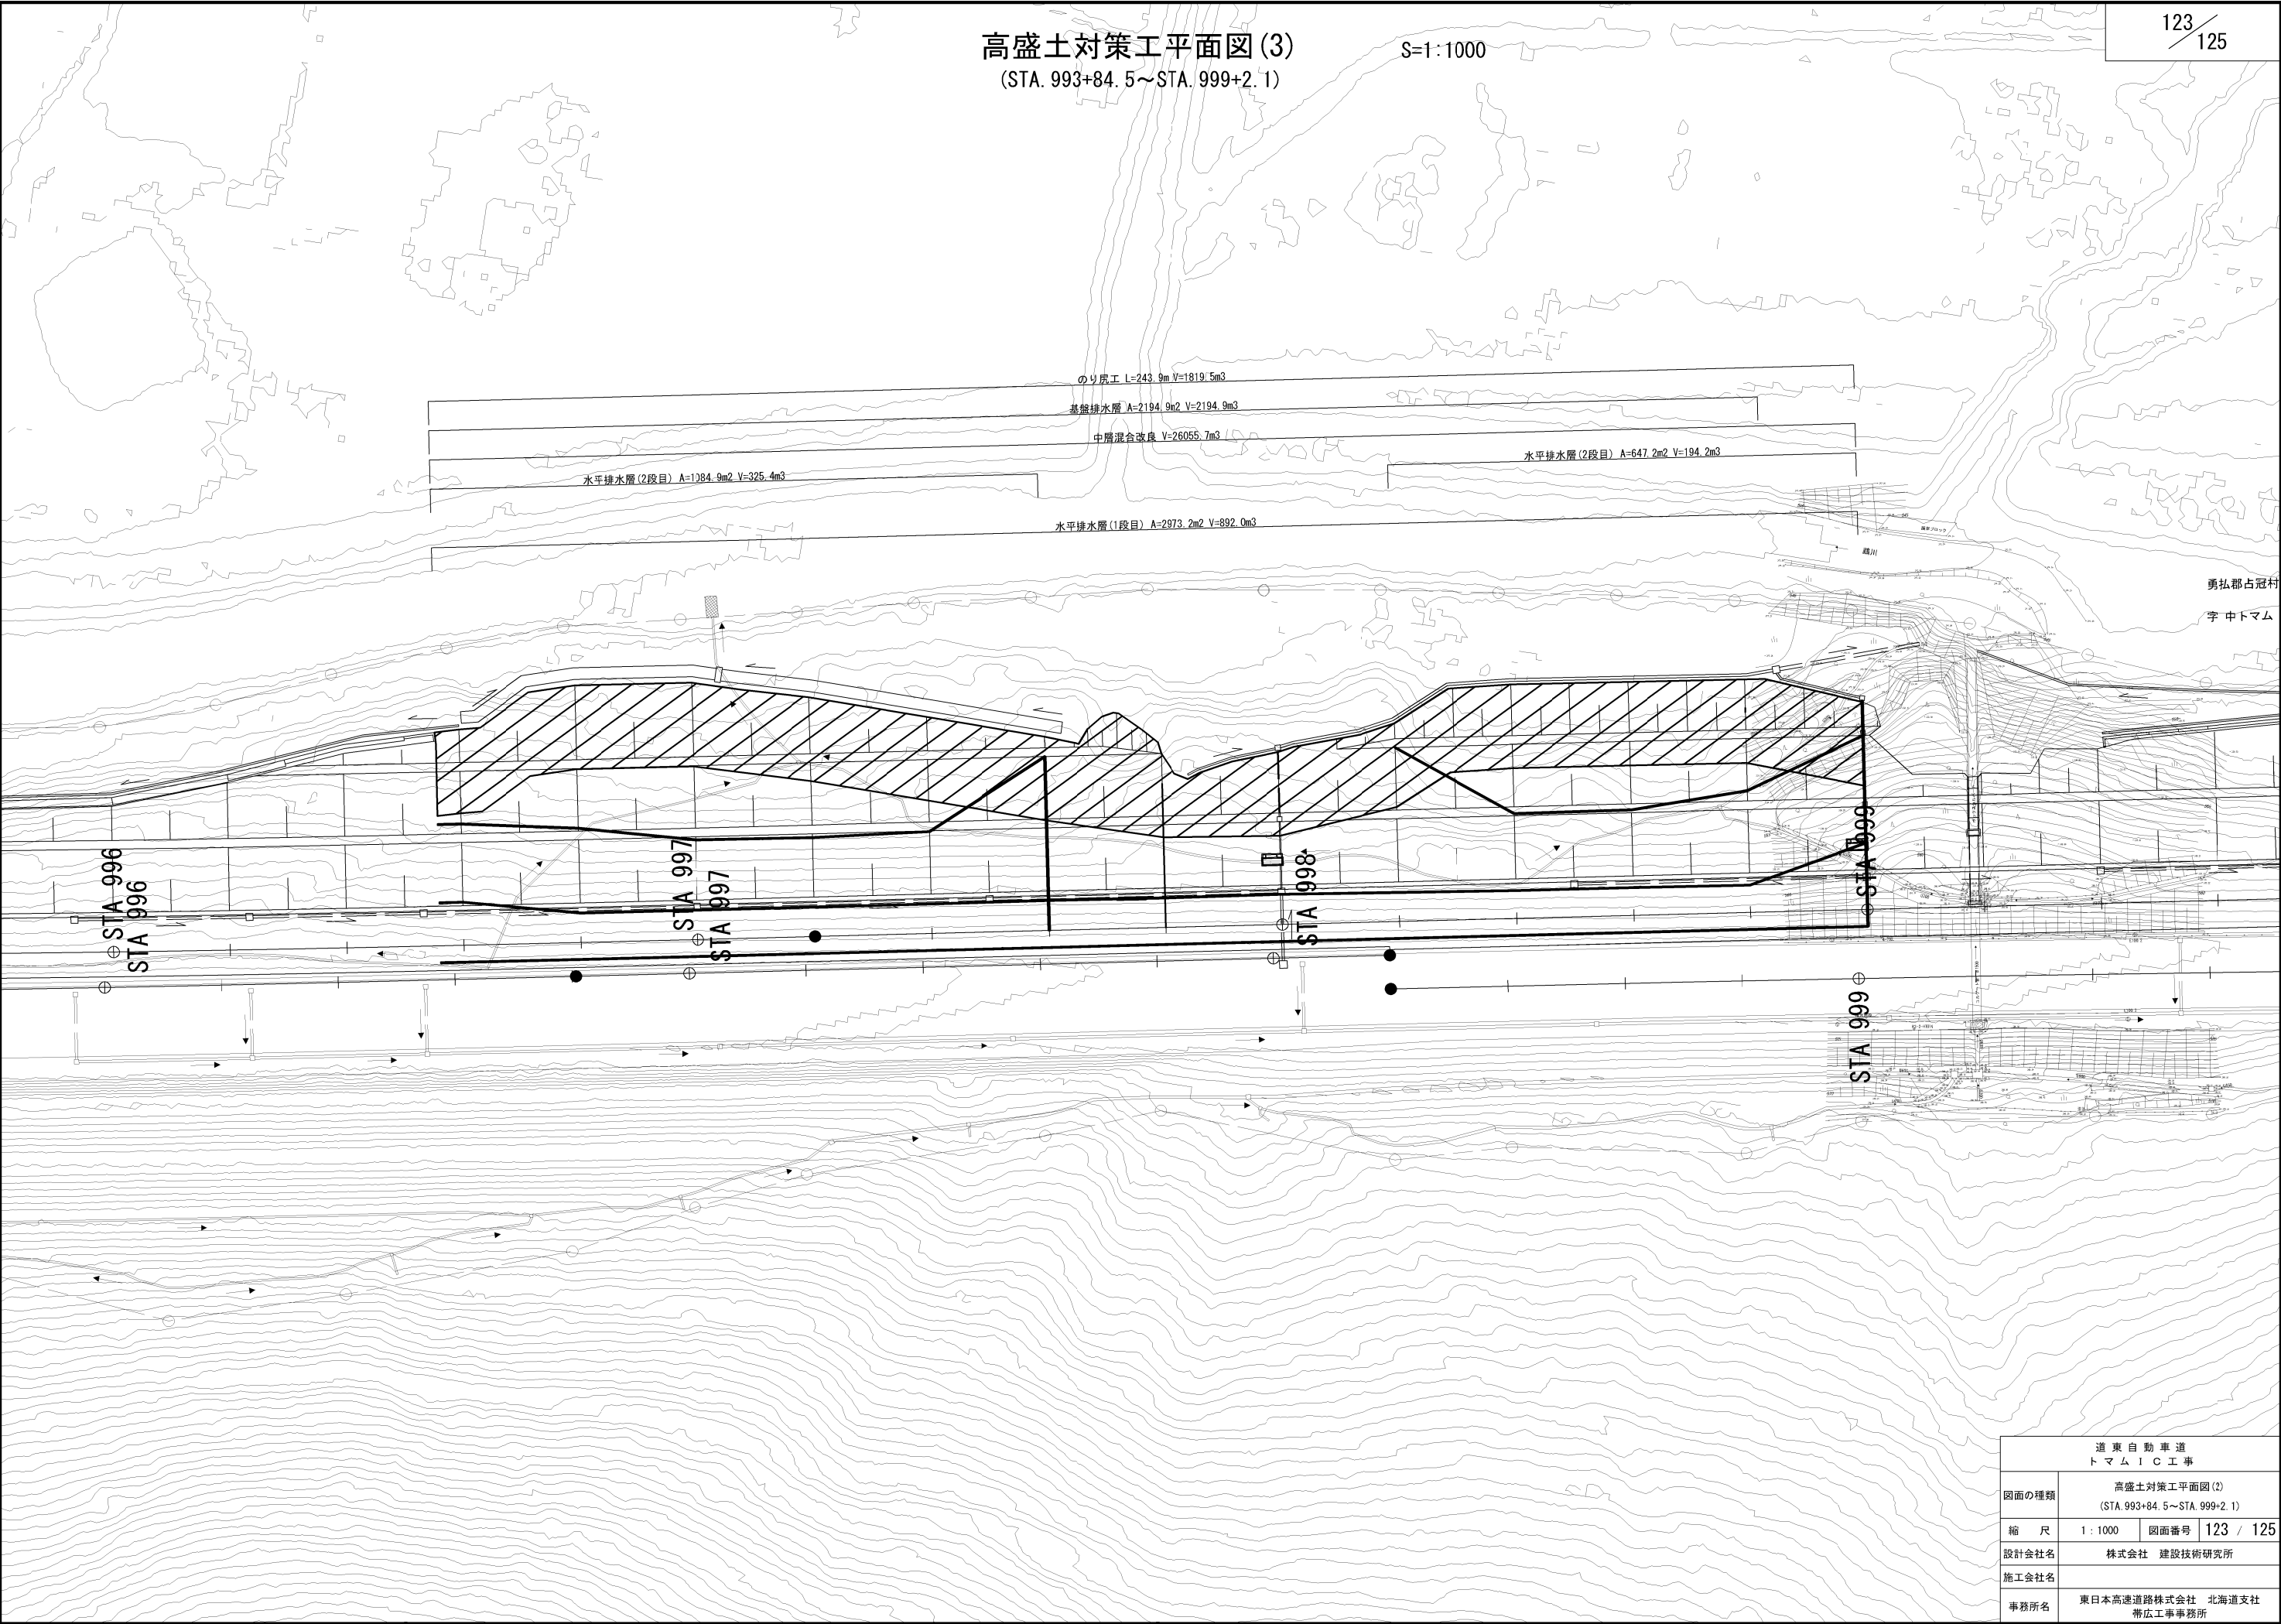 高盛土対策工平面図(3)
S=1:1000
(STA.993+84.5～STA.999+2.1)
123/125
のり尻工 L=243.9m V=1819.5m3
基盤排水層 A=2194.9m2 V=2194.9m3
中層混合改良 V=26055.7m3
水平排水層(2段目) A=647.2m2 V=194.2m3
水平排水層(2段目) A=1084.9m2 V=325.4m3
水平排水層(1段目) A=2973.2m2 V=892.0m3
護岸ブロック
鵡川
勇払郡占冠村
字 中トマム
STA 996
STA 996
STA 997
STA 997
STA 998
STA 999
STA 999
道東自動車道
トマムIC工事
図面の種類
高盛土対策工平面図(2)
(STA.993+84.5～STA.999+2.1)
縮 尺 1:1000 図面番号 123 / 125
設計会社名 株式会社 建設技術研究所
施工会社名
事務所名 東日本高速道路株式会社 北海道支社
帯広工事事務所